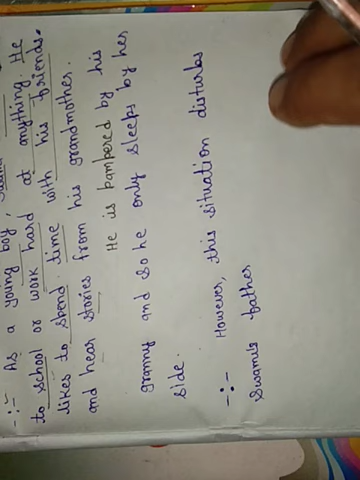 -:- As a young boy,
to school or work hard at anything. He
likes to spend time with his friends.
and hear stories from his grandmother.
He is pampered by his
granny and so he only sleeps by her
side.
-:- However, this situation disturbs
Swamis father